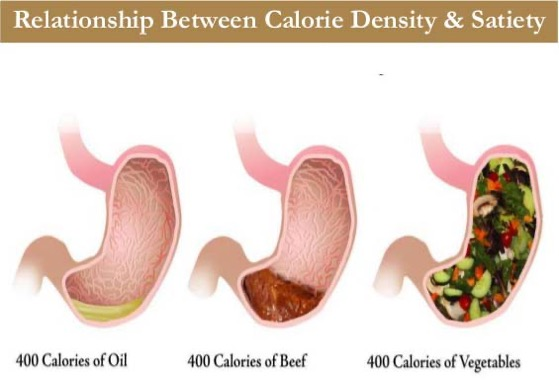 Relationship Between Calorie Density & Satiety
400 Calories of Oil
400 Calories of Beef
400 Calories of Vegetables